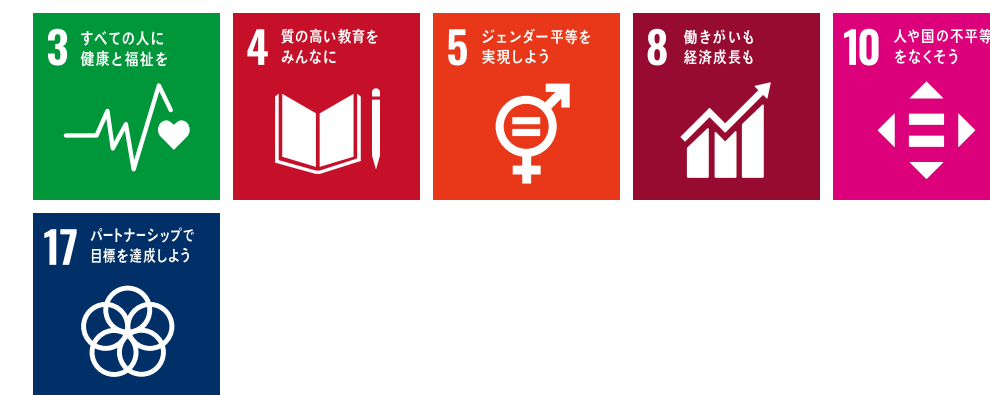 3 すべての人に
健康と福祉を
4 質の高い教育を
みんなに
5 ジェンダー平等を
実現しよう
8 働きがいも
経済成長も
10 人や国の不平等
をなくそう
17 パートナーシップで
目標を達成しよう